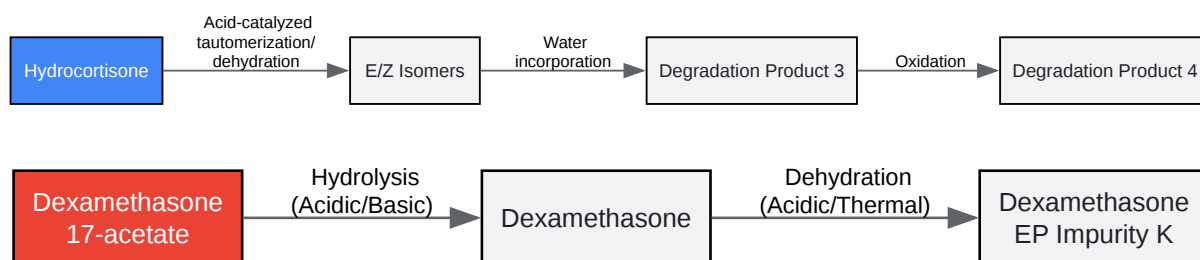 Acid-catalyzed
tautomerization/
dehydration
Hydrocortisone
E/Z Isomers
Water
incorporation
Degradation Product 3
Oxidation
Degradation Product 4
Hydrolysis
(Acidic/Basic)
Dexamethasone
17-acetate
Dexamethasone
Dehydration
(Acidic/Thermal)
Dexamethasone
EP Impurity K